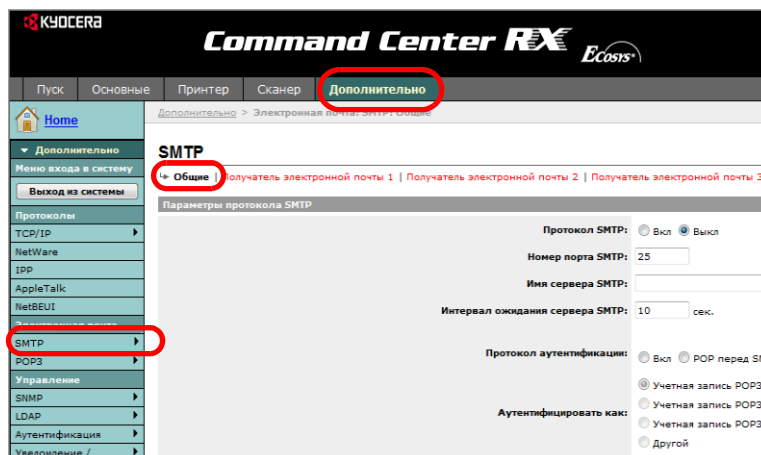 KYOCERA
Command Center RX Ecosys
Пуск Основные Принтер Сканер Дополнительно
Home
Дополнительно > Электронная почта: SMTP: Общие
Дополнительно
Меню входа в систему
Выход из системы
Протоколы
TCP/IP
NetWare
IPP
AppleTalk
NetBEUI
Электронная почта
SMTP
POP3
Управление
SNMP
LDAP
Аутентификация
Уведомление /
SMTP
Общие | Получатель электронной почты 1 | Получатель электронной почты 2 | Получатель электронной почты 3
Параметры протокола SMTP
Протокол SMTP: Вкл Выкл
Номер порта SMTP: 25
Имя сервера SMTP:
Интервал ожидания сервера SMTP: 10 сек.
Протокол аутентификации: Вкл POP перед SM
Аутентифицировать как: Учетная запись POP3
Учетная запись POP3
Учетная запись POP3
Другой